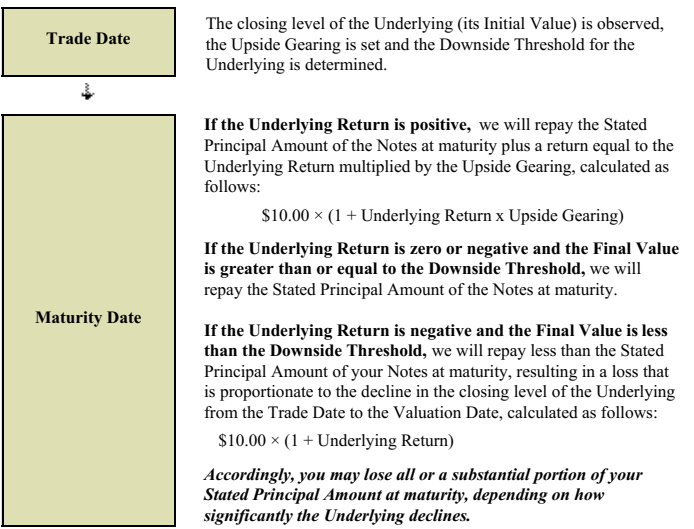 Trade Date
The closing level of the Underlying (its Initial Value) is observed,
the Upside Gearing is set and the Downside Threshold for the
Underlying is determined.
Maturity Date
If the Underlying Return is positive, we will repay the Stated
Principal Amount of the Notes at maturity plus a return equal to the
Underlying Return multiplied by the Upside Gearing, calculated as
follows:
$10.00 × (1 + Underlying Return x Upside Gearing)
If the Underlying Return is zero or negative and the Final Value
is greater than or equal to the Downside Threshold, we will
repay the Stated Principal Amount of the Notes at maturity.
If the Underlying Return is negative and the Final Value is less
than the Downside Threshold, we will repay less than the Stated
Principal Amount of your Notes at maturity, resulting in a loss that
is proportionate to the decline in the closing level of the Underlying
from the Trade Date to the Valuation Date, calculated as follows:
$10.00 × (1 + Underlying Return)
Accordingly, you may lose all or a substantial portion of your
Stated Principal Amount at maturity, depending on how
significantly the Underlying declines.